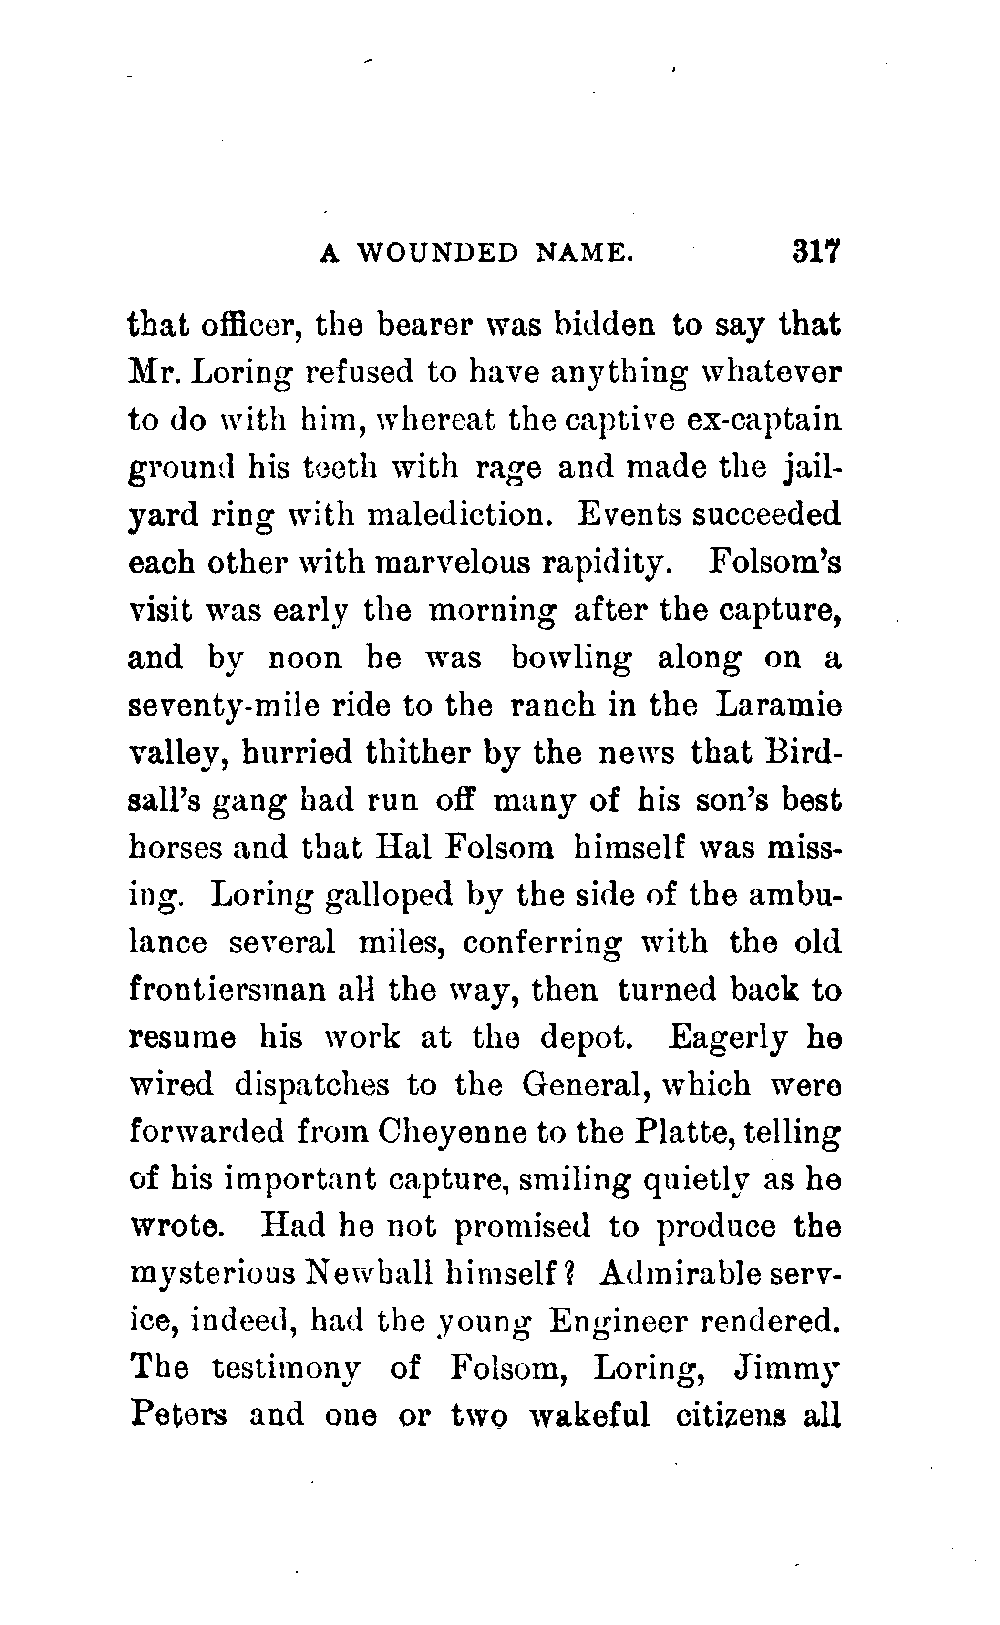 A WOUNDED NAME. 317
that officer, the bearer was bidden to say that
Mr. Loring refused to have anything whatever
to do with him, whereat the captive ex-captain
ground his teeth with rage and made the jail-
yard ring with malediction. Events succeeded
each other with marvelous rapidity. Folsom's
visit was early the morning after the capture,
and by noon he was bowling along on a
seventy-mile ride to the ranch in the Laramie
valley, hurried thither by the news that Bird-
sall's gang had run off many of his son's best
horses and that Hal Folsom himself was miss-
ing. Loring galloped by the side of the ambu-
lance several miles, conferring with the old
frontiersman all the way, then turned back to
resume his work at the depot. Eagerly he
wired dispatches to the General, which were
forwarded from Cheyenne to the Platte, telling
of his important capture, smiling quietly as he
wrote. Had he not promised to produce the
mysterious Newhall himself? Admirable serv-
ice, indeed, had the young Engineer rendered.
The testimony of Folsom, Loring, Jimmy
Peters and one or two wakeful citizens all